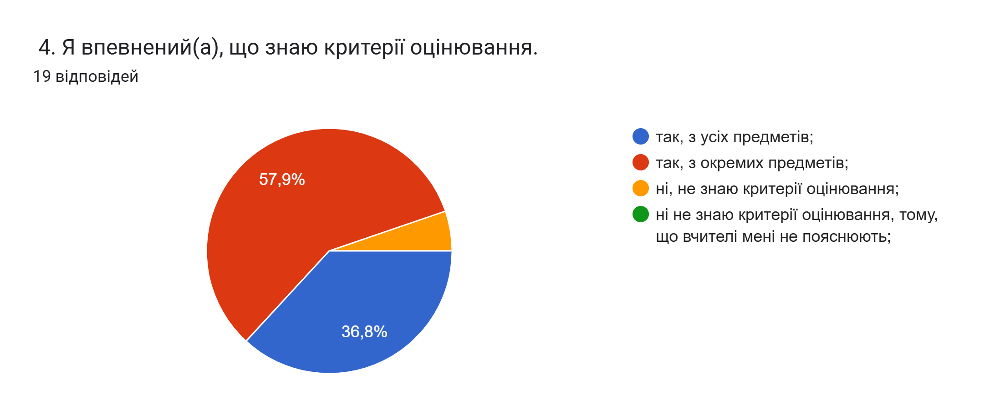 4. Я впевнений(а), що знаю критерії оцінювання.
19 відповідей
57,9%
36,8%
так, з усіх предметів;
так, з окремих предметів;
ні, не знаю критерії оцінювання;
ні не знаю критерії оцінювання, тому,
що вчителі мені не пояснюють;